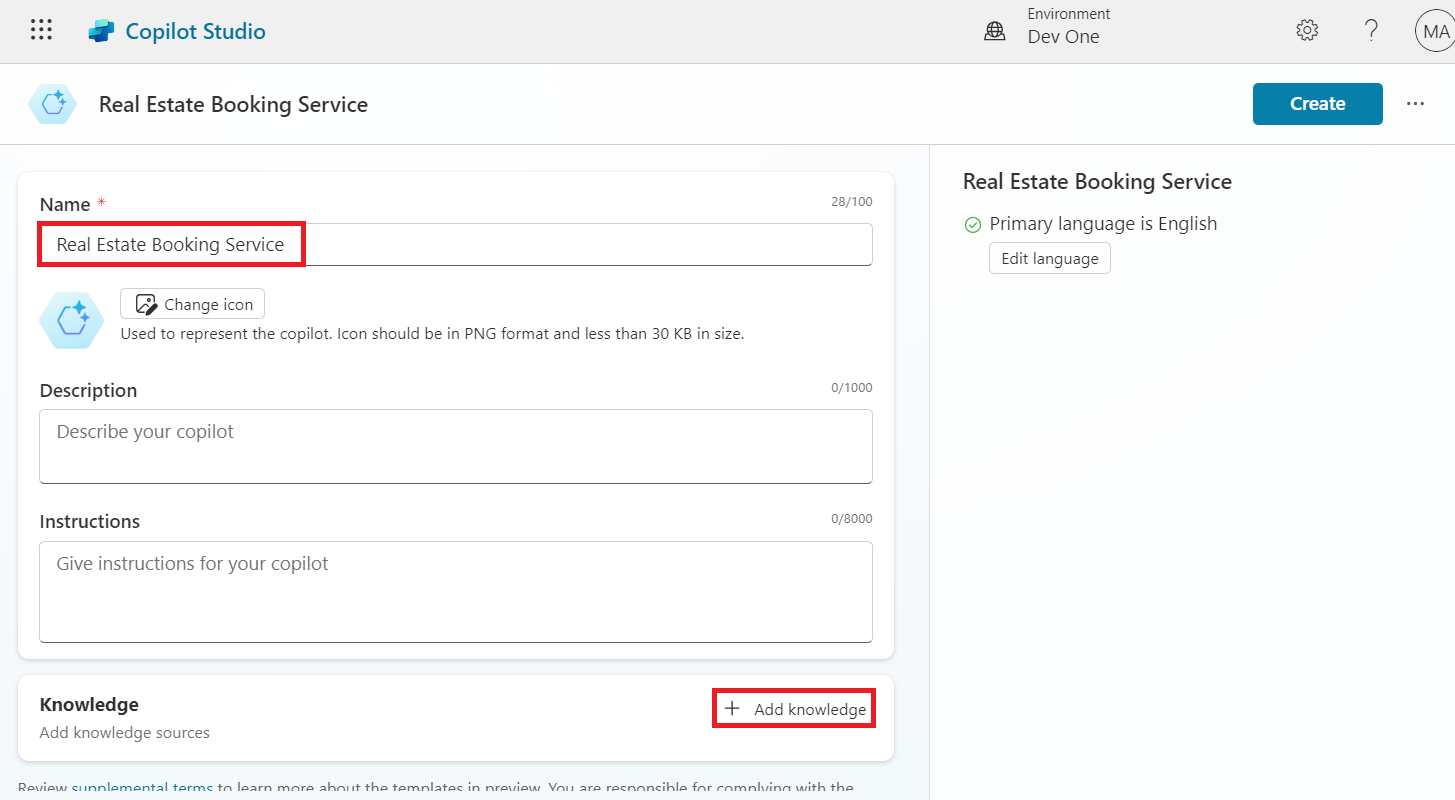 Copilot Studio
Environment
Dev One
?
MA
Real Estate Booking Service
Create
...
Name *
28/100
Real Estate Booking Service
Change icon
Used to represent the copilot. Icon should be in PNG format and less than 30 KB in size.
Description
0/1000
Describe your copilot
Instructions
0/8000
Give instructions for your copilot
Knowledge
Add knowledge sources
+ Add knowledge
Review supplemental terms to learn more about the templates in preview. You are responsible for complying with the
Real Estate Booking Service
Primary language is English
Edit language